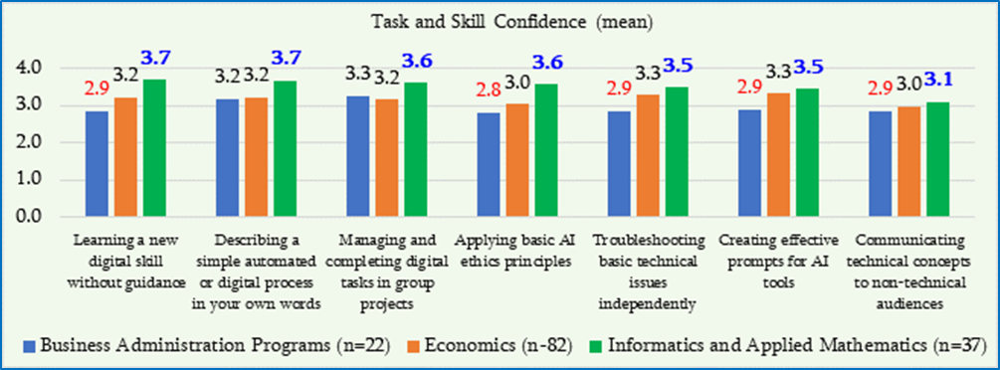 Task and Skill Confidence (mean)
2.9 3.2 3.7 3.2 3.2 3.7 3.3 3.2 3.6 2.8 3.0 3.6 2.9 3.3 3.5 2.9 3.3 3.5 2.9 3.0 3.1
4.0
3.0
2.0
1.0
0.0
Learning a new
digital skill
without guidance
Describing a
simple automated
or digital process
in your own words
Managing and
completing digital
tasks in group
projects
Applying basic AI
ethics principles
Troubleshooting
basic technical
issues
independently
Creating effective
prompts for AI
tools
Communicating
technical concepts
to non-technical
audiences
Business Administration Programs (n=22) Economics (n-82) Informatics and Applied Mathematics (n=37)